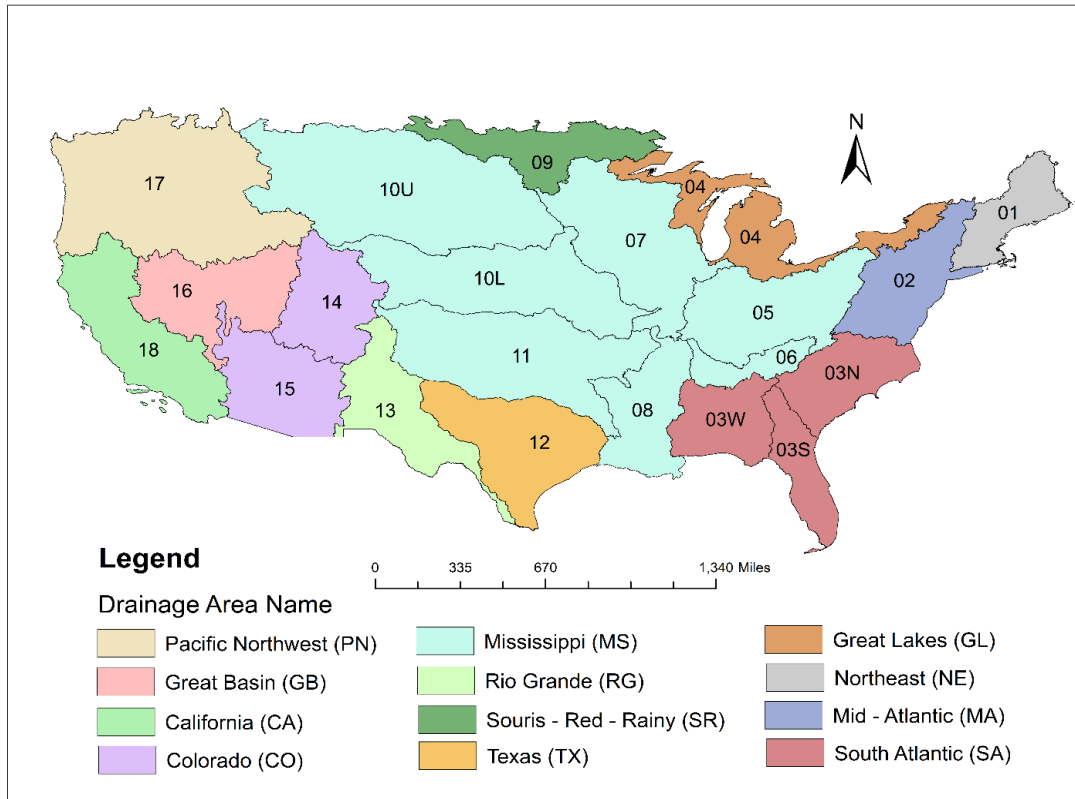 N
17
10U
09
04
04
01
07
02
16
14
10L
05
18
11
06
15
13
12
08
03W
03N
03S
Legend
0 335 670 1,340 Miles
Drainage Area Name
Pacific Northwest (PN)
Great Basin (GB)
California (CA)
Colorado (CO)
Mississippi (MS)
Rio Grande (RG)
Souris - Red - Rainy (SR)
Texas (TX)
Great Lakes (GL)
Northeast (NE)
Mid - Atlantic (MA)
South Atlantic (SA)